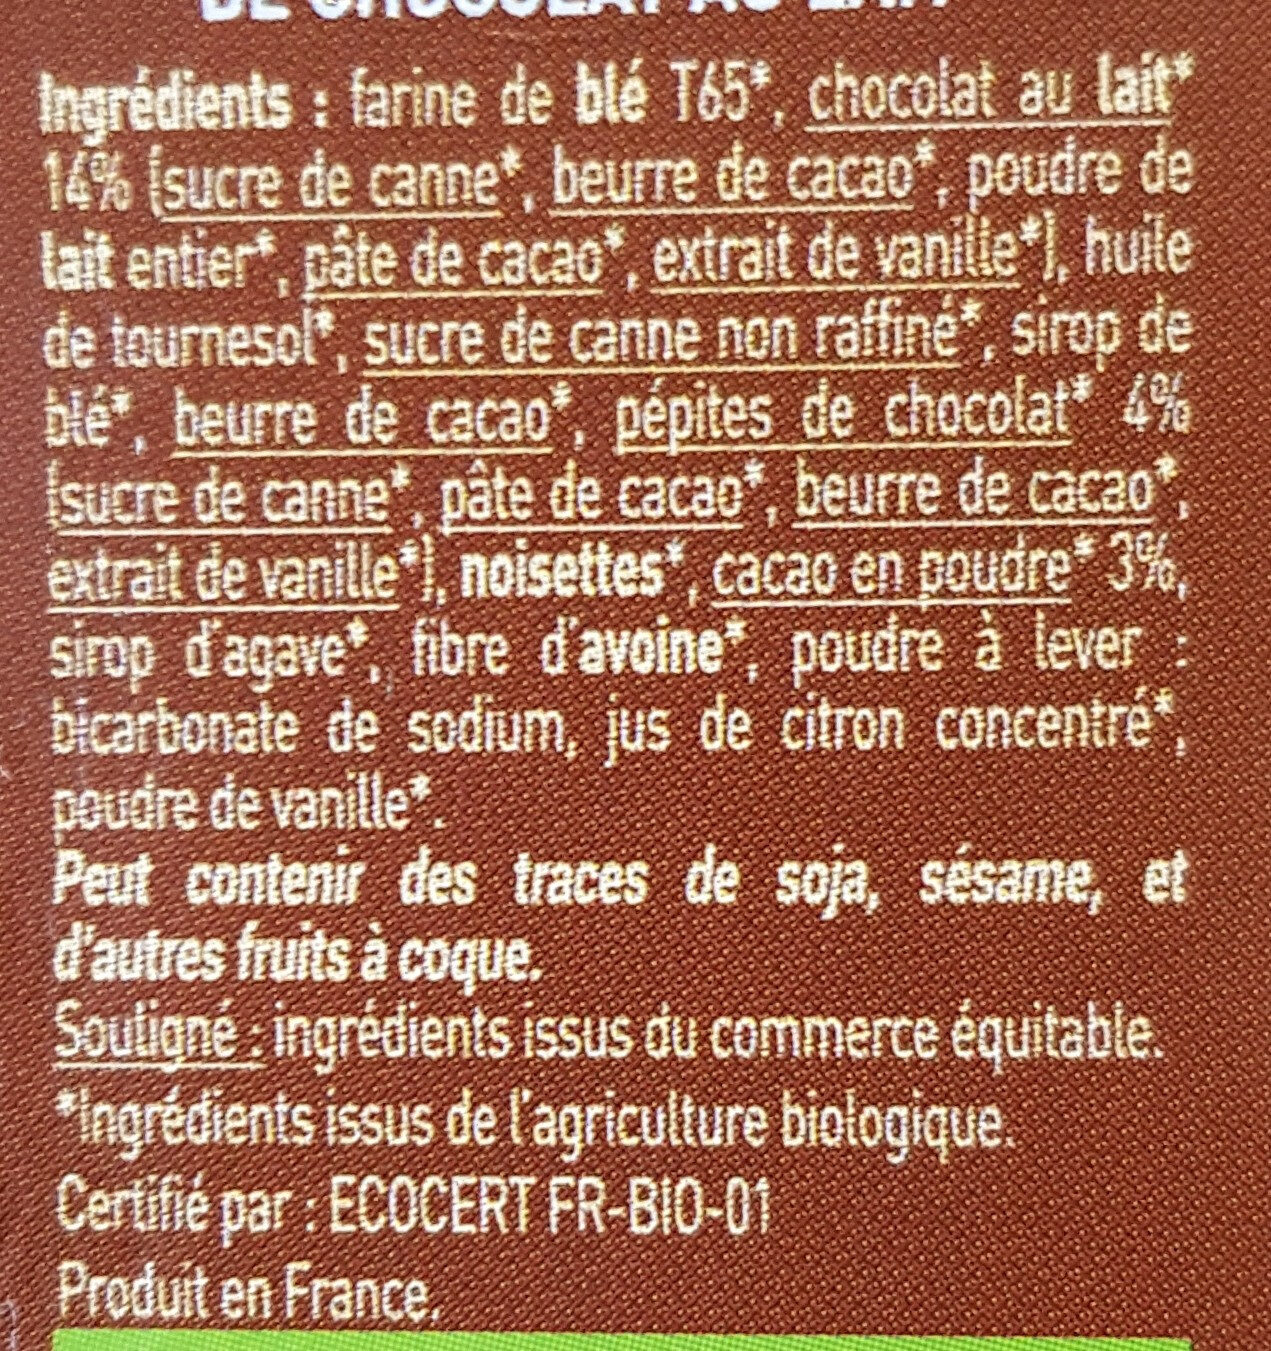 DE CHOCOLAT AU LAIT
Ingrédients : farine de blé T65*, chocolat au lait*
14% (sucre de canne*, beurre de cacao*, poudre de
lait entier*, pâte de cacao*, extrait de vanille*), huile
de tournesol*, sucre de canne non raffiné*, sirop de
blé*, beurre de cacao*, pépites de chocolat* 4%
(sucre de canne*, pâte de cacao*, beurre de cacao*,
extrait de vanille*), noisettes*, cacao en poudre* 3%,
sirop d'agave*, fibre d'avoine*, poudre à lever :
bicarbonate de sodium, jus de citron concentré*,
poudre de vanille*.
Peut contenir des traces de soja, sésame, et
d'autres fruits à coque.
Souligné : ingrédients issus du commerce équitable.
*Ingrédients issus de l'agriculture biologique.
Certifié par : ECOCERT FR-BIO-01
Produit en France.